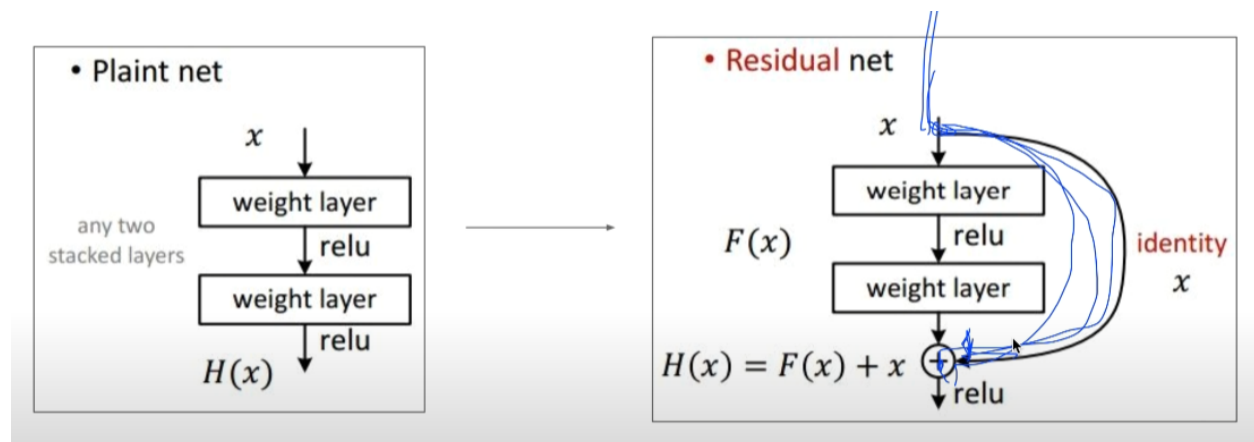 • Plaint net
x
weight layer
any two
stacked layers
relu
weight layer
relu
H(x)
• Residual net
x
weight layer
F(x)
relu
identity
x
weight layer
H(x) = F(x) + x
relu